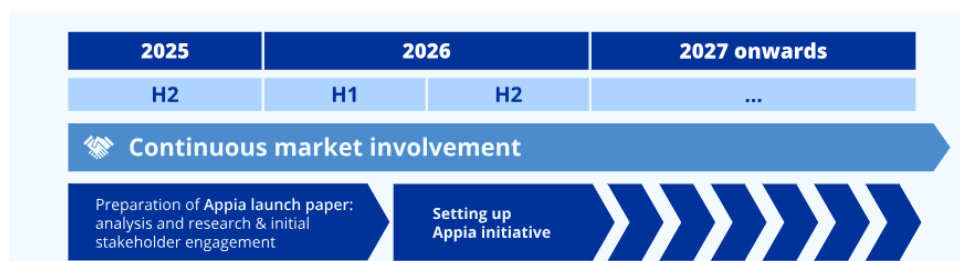 2025 2026 2027 onwards
H2 H1 H2 ...
Continuous market involvement
Preparation of Appia launch paper:
analysis and research & initial
stakeholder engagement
Setting up
Appia initiative